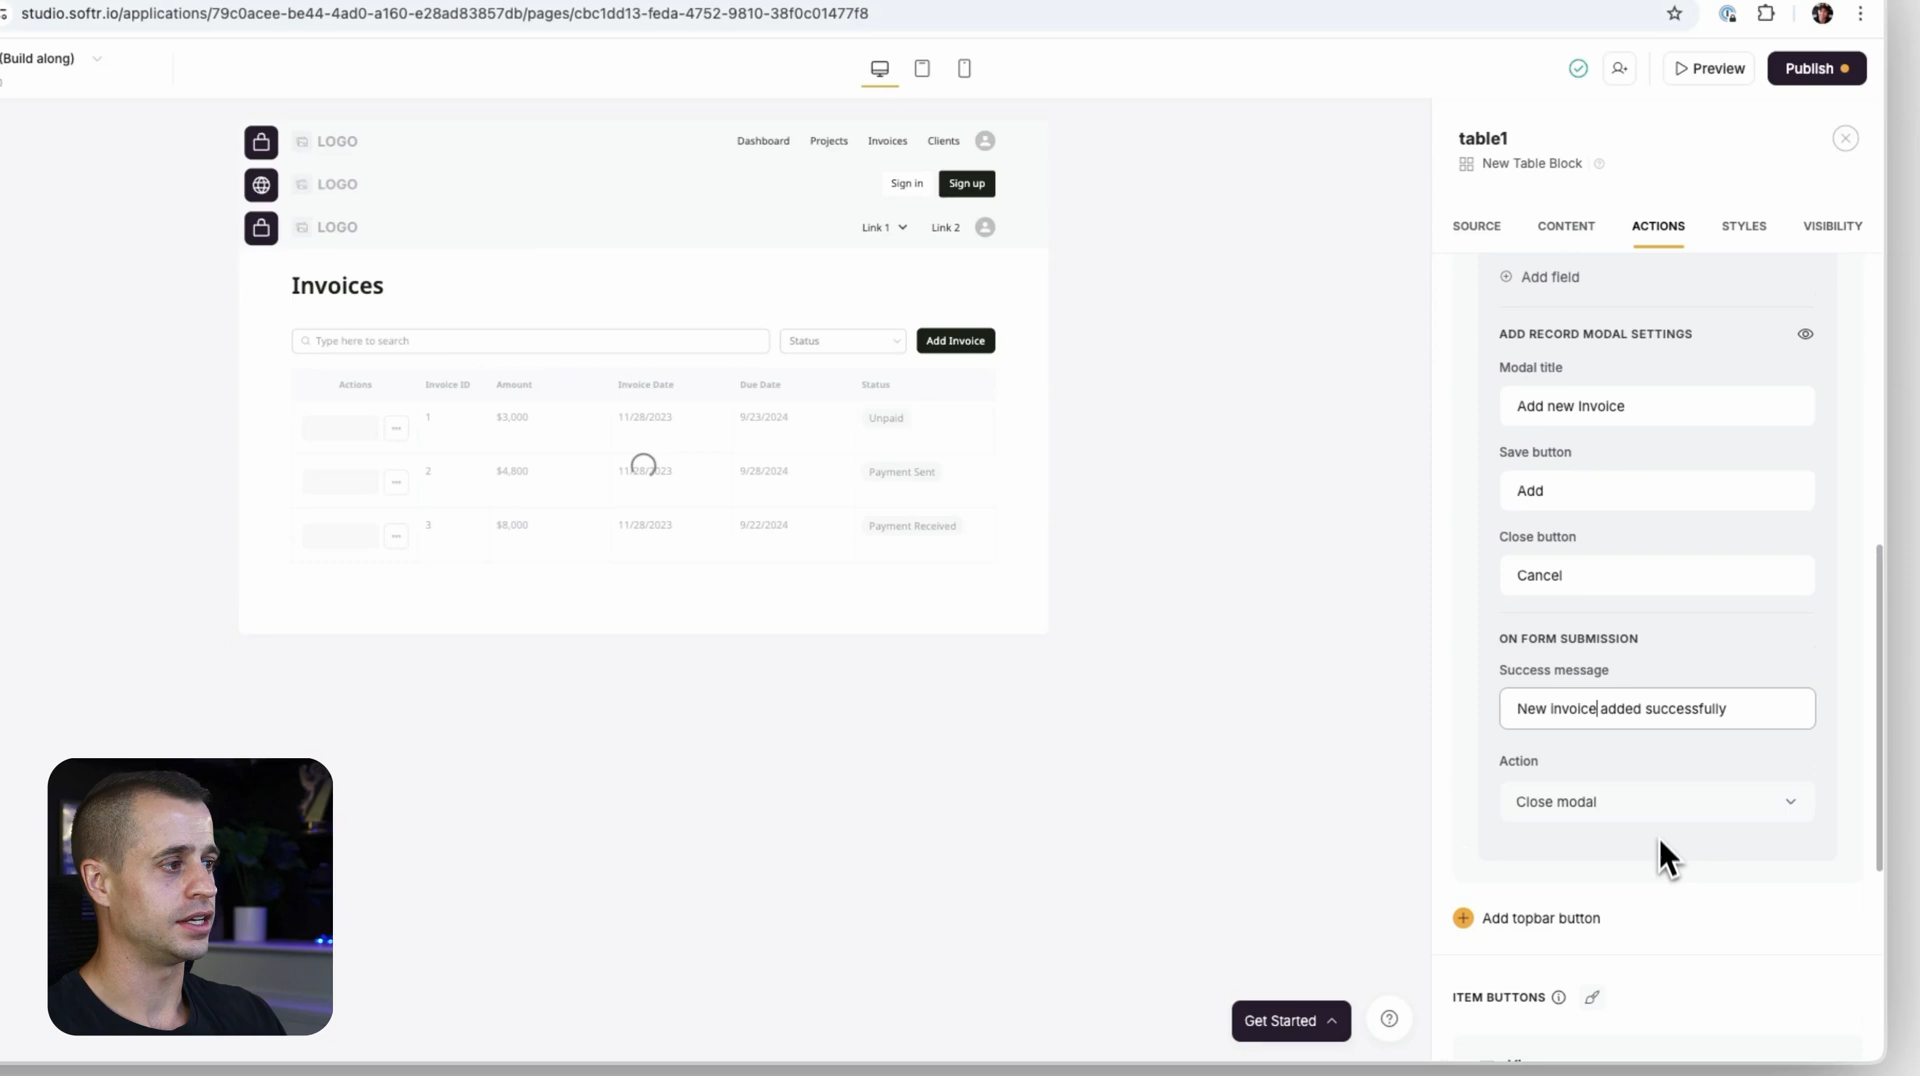 studio.softr.io/applications/79c0acee-be44-4ad0-a160-e28ad83857db/pages/cbc1dd13-feda-4752-9810-38f0c01477f8
(Build along)
Preview
Publish
LOGO
Dashboard Projects Invoices Clients
LOGO
Sign in Sign up
LOGO
Link 1 Link 2
Invoices
Type here to search Status Add Invoice
Actions Invoice ID Amount Invoice Date Due Date Status
1 $3,000 11/28/2023 9/23/2024 Unpaid
2 $4,800 11/28/2023 9/28/2024 Payment Sent
3 $8,000 11/28/2023 9/22/2024 Payment Received
Get Started
table1
New Table Block
SOURCE CONTENT ACTIONS STYLES VISIBILITY
Add field
ADD RECORD MODAL SETTINGS
Modal title
Add new Invoice
Save button
Add
Close button
Cancel
ON FORM SUBMISSION
Success message
New invoice added successfully
Action
Close modal
Add topbar button
ITEM BUTTONS